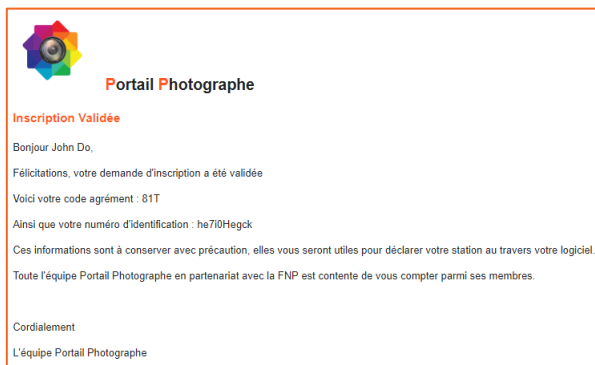 Portail Photographe
Inscription Validée
Bonjour John Do,
Félicitations, votre demande d'inscription a été validée
Voici votre code agrément : 81T
Ainsi que votre numéro d'identification : he7i0Hegck
Ces informations sont à conserver avec précaution, elles vous seront utiles pour déclarer votre station au travers votre logiciel.
Toute l'équipe Portail Photographe en partenariat avec la FNP est contente de vous compter parmi ses membres.
Cordialement
L'équipe Portail Photographe